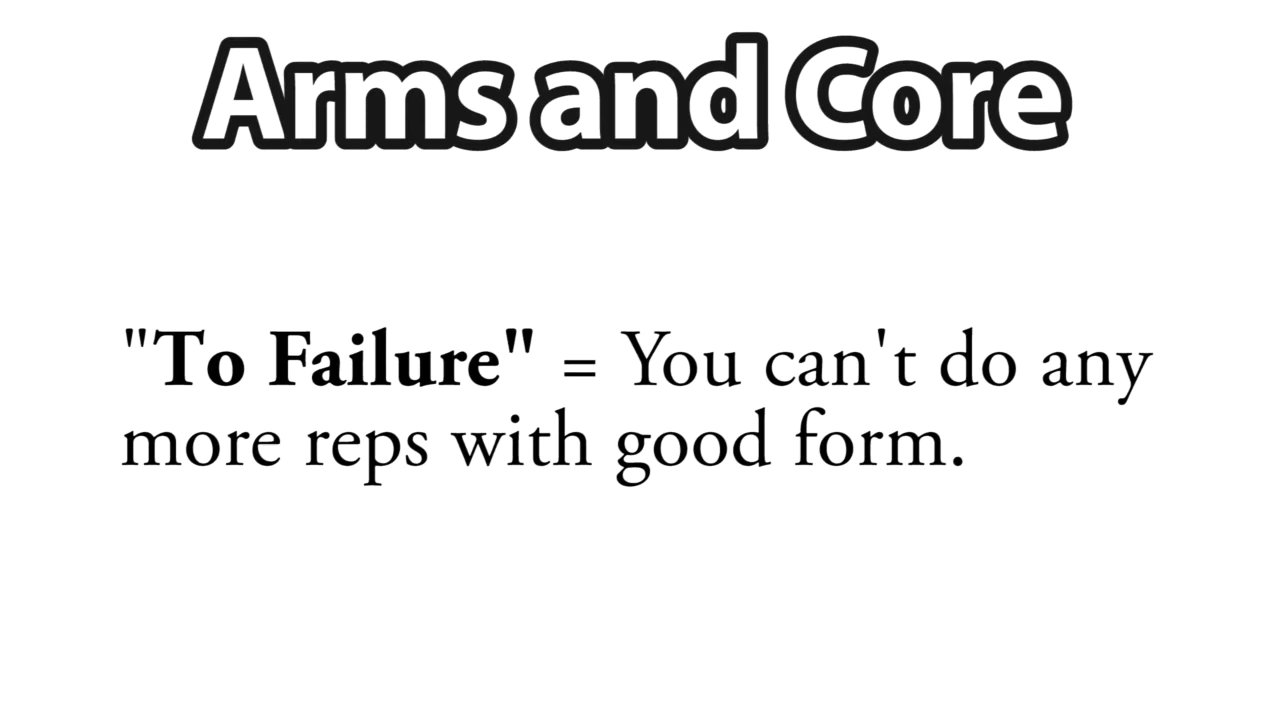 Arms and Core
"To Failure" = You can't do any
more reps with good form.